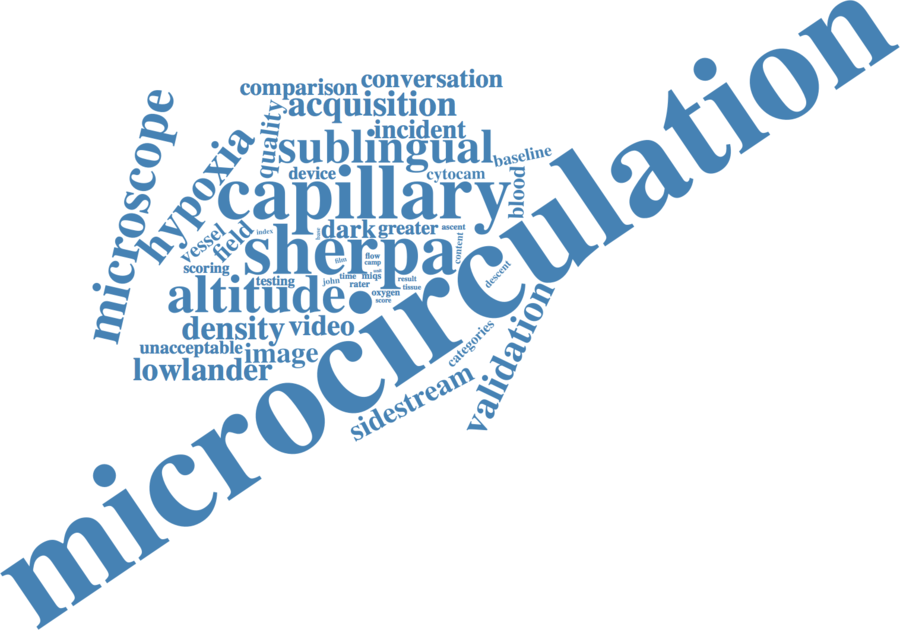 conversation
comparison
acquisition
microscope
quality
incident
hypoxia
sublingual
baseline
device
cytocam
capillary
blood
vessel
field
index
dark
greater
ascent
content
sherpa
film
flow
camp
scoring
testing
john
time
miqs
rater
result
tissue
descent
altitude
oxygen
score
density
video
unacceptable
image
categories
lowlander
validation
sidestream
microcirculation